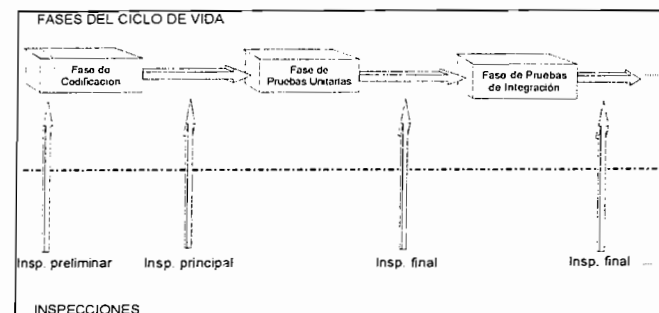 FASES DEL CICLO DE VIDA
Fase de
Codificacion
Fase de
Pruebas Unitarias
Fase de Pruebas
de Integración
Insp. preliminar
Insp. principal
Insp. final
Insp. final
INSPECCIONES